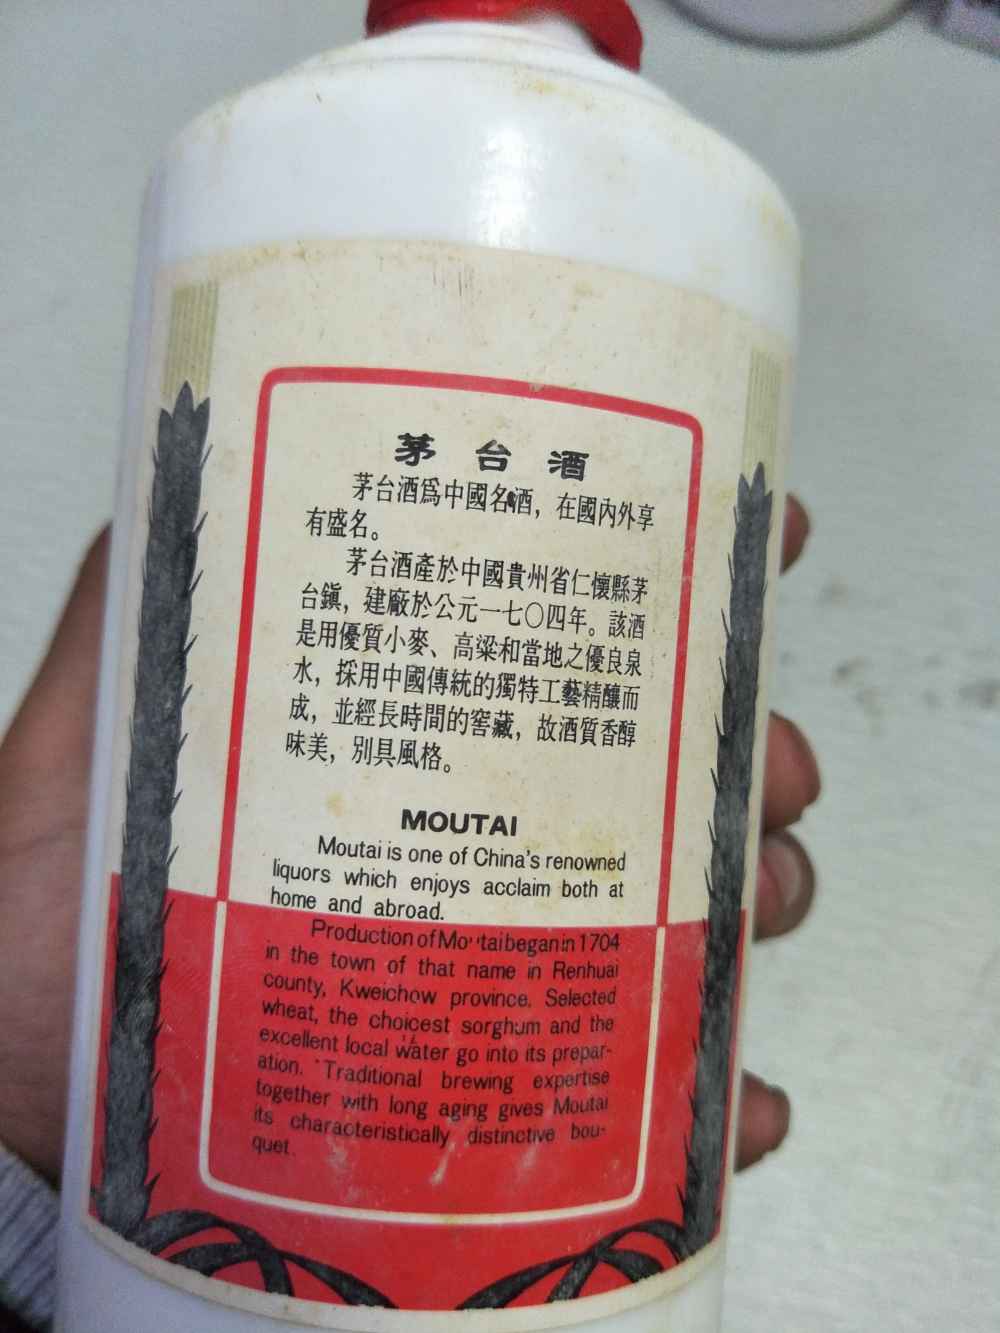 茅台酒
茅台酒爲中國名酒，在國內外享
有盛名。
茅台酒產於中國貴州省仁懷縣茅
台鎭，建廠於公元一七〇四年。該酒
是用優質小麥、高粱和當地之優良泉
水，採用中國傳統的獨特工藝精釀而
成，並經長時間的窖藏，故酒質香醇
味美，別具風格。
MOUTAI
Moutai is one of China's renowned
liquors which enjoys acclaim both at
home and abroad.
Production of Moutai began in 1704
in the town of that name in Renhuai
county, Kweichow province. Selected
wheat, the choicest sorghum and the
excellent local water go into its prepar-
ation. Traditional brewing expertise
together with long aging gives Moutai
its characteristically distinctive bou-
quet.